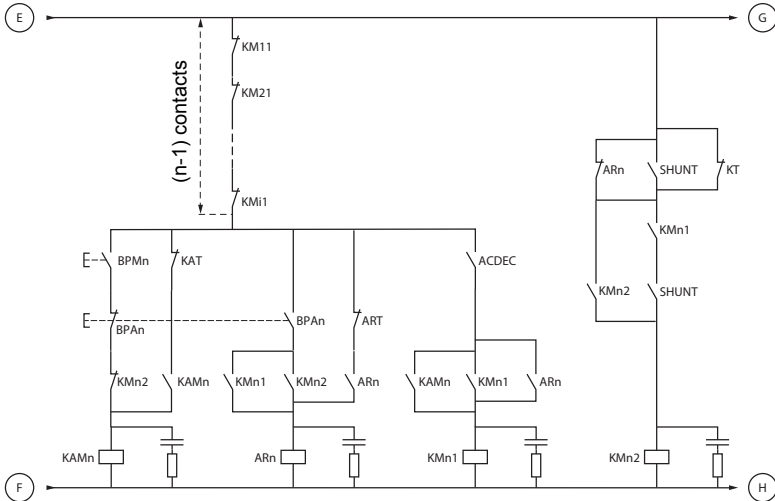 E
G
KM11
KM21
(n-1) contacts
KMi1
ARn
SHUNT
KT
KMn1
BPMn
KAT
ACDEC
KMn2
SHUNT
BPAn
BPAn
ART
KMn2
KAMn
KMn1
KMn2
ARn
KAMn
KMn1
ARn
KAMn
ARn
KMn1
KMn2
F
H